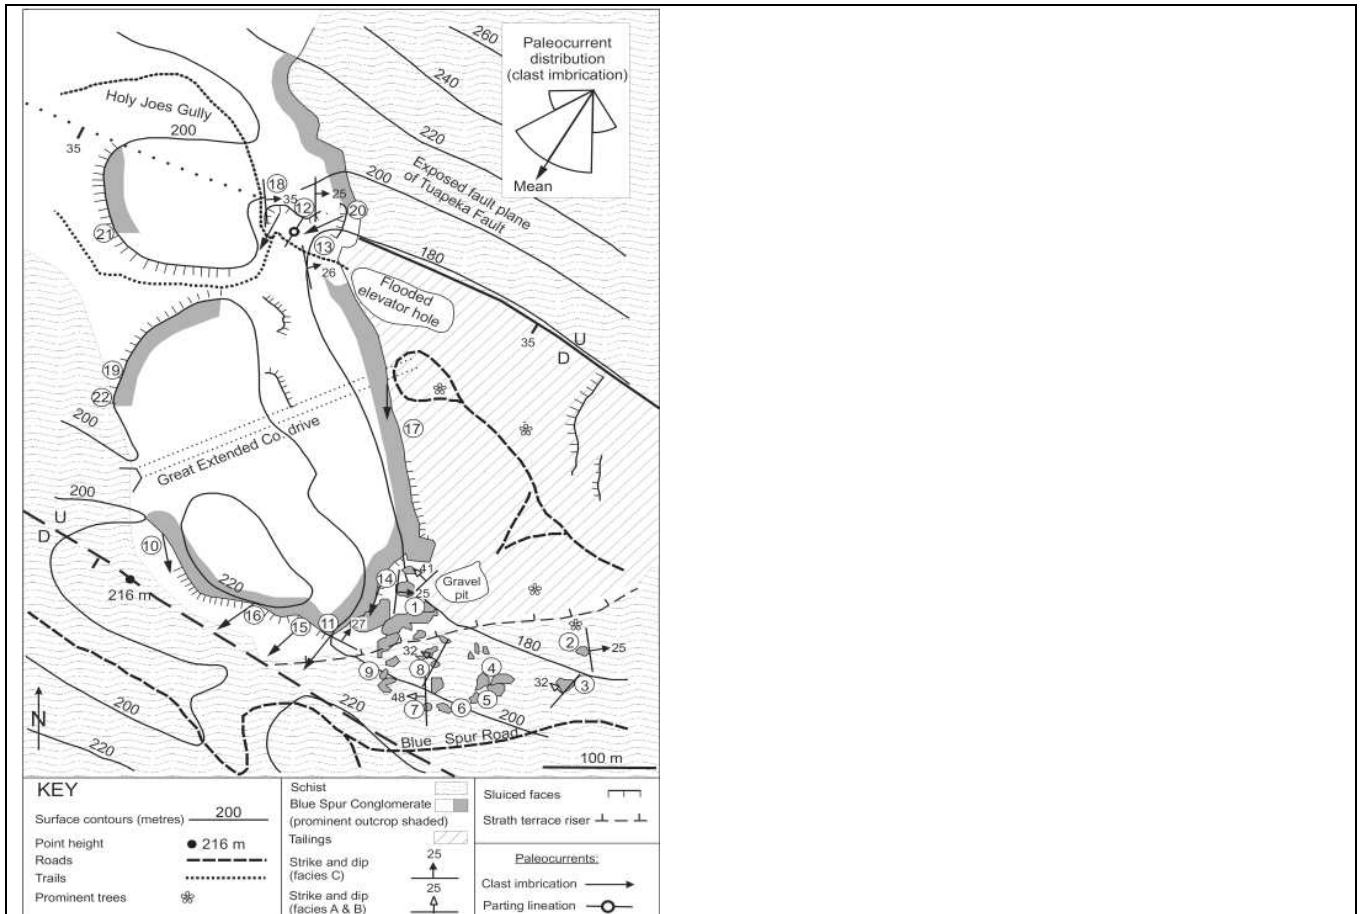 260
240
220
200
180
Paleocurrent
distribution
(clast imbrication)
Mean
Holy Joes Gully
200
35
Exposed fault plane
of Tuapeka Fault
18
35
12
25
20
21
13
26
Flooded
elevator hole
35
U
D
19
22
200
17
Great Extended Co. drive
200
U
D
10
216 m
220
16
15
11
27
14
41
25
1
Gravel
pit
180
2
25
32
8
4
9
32
3
48
7
6
5
200
220
200
220
N
Blue Spur Road
100 m
KEY
Surface contours (metres) 200
Point height 216 m
Roads
Trails
Prominent trees
Schist
Blue Spur Conglomerate
(prominent outcrop shaded)
Tailings
Strike and dip
(facies C)
25
Strike and dip
(facies A & B)
25
Sluiced faces
Strath terrace riser
Paleocurrents:
Clast imbrication
Parting lineation